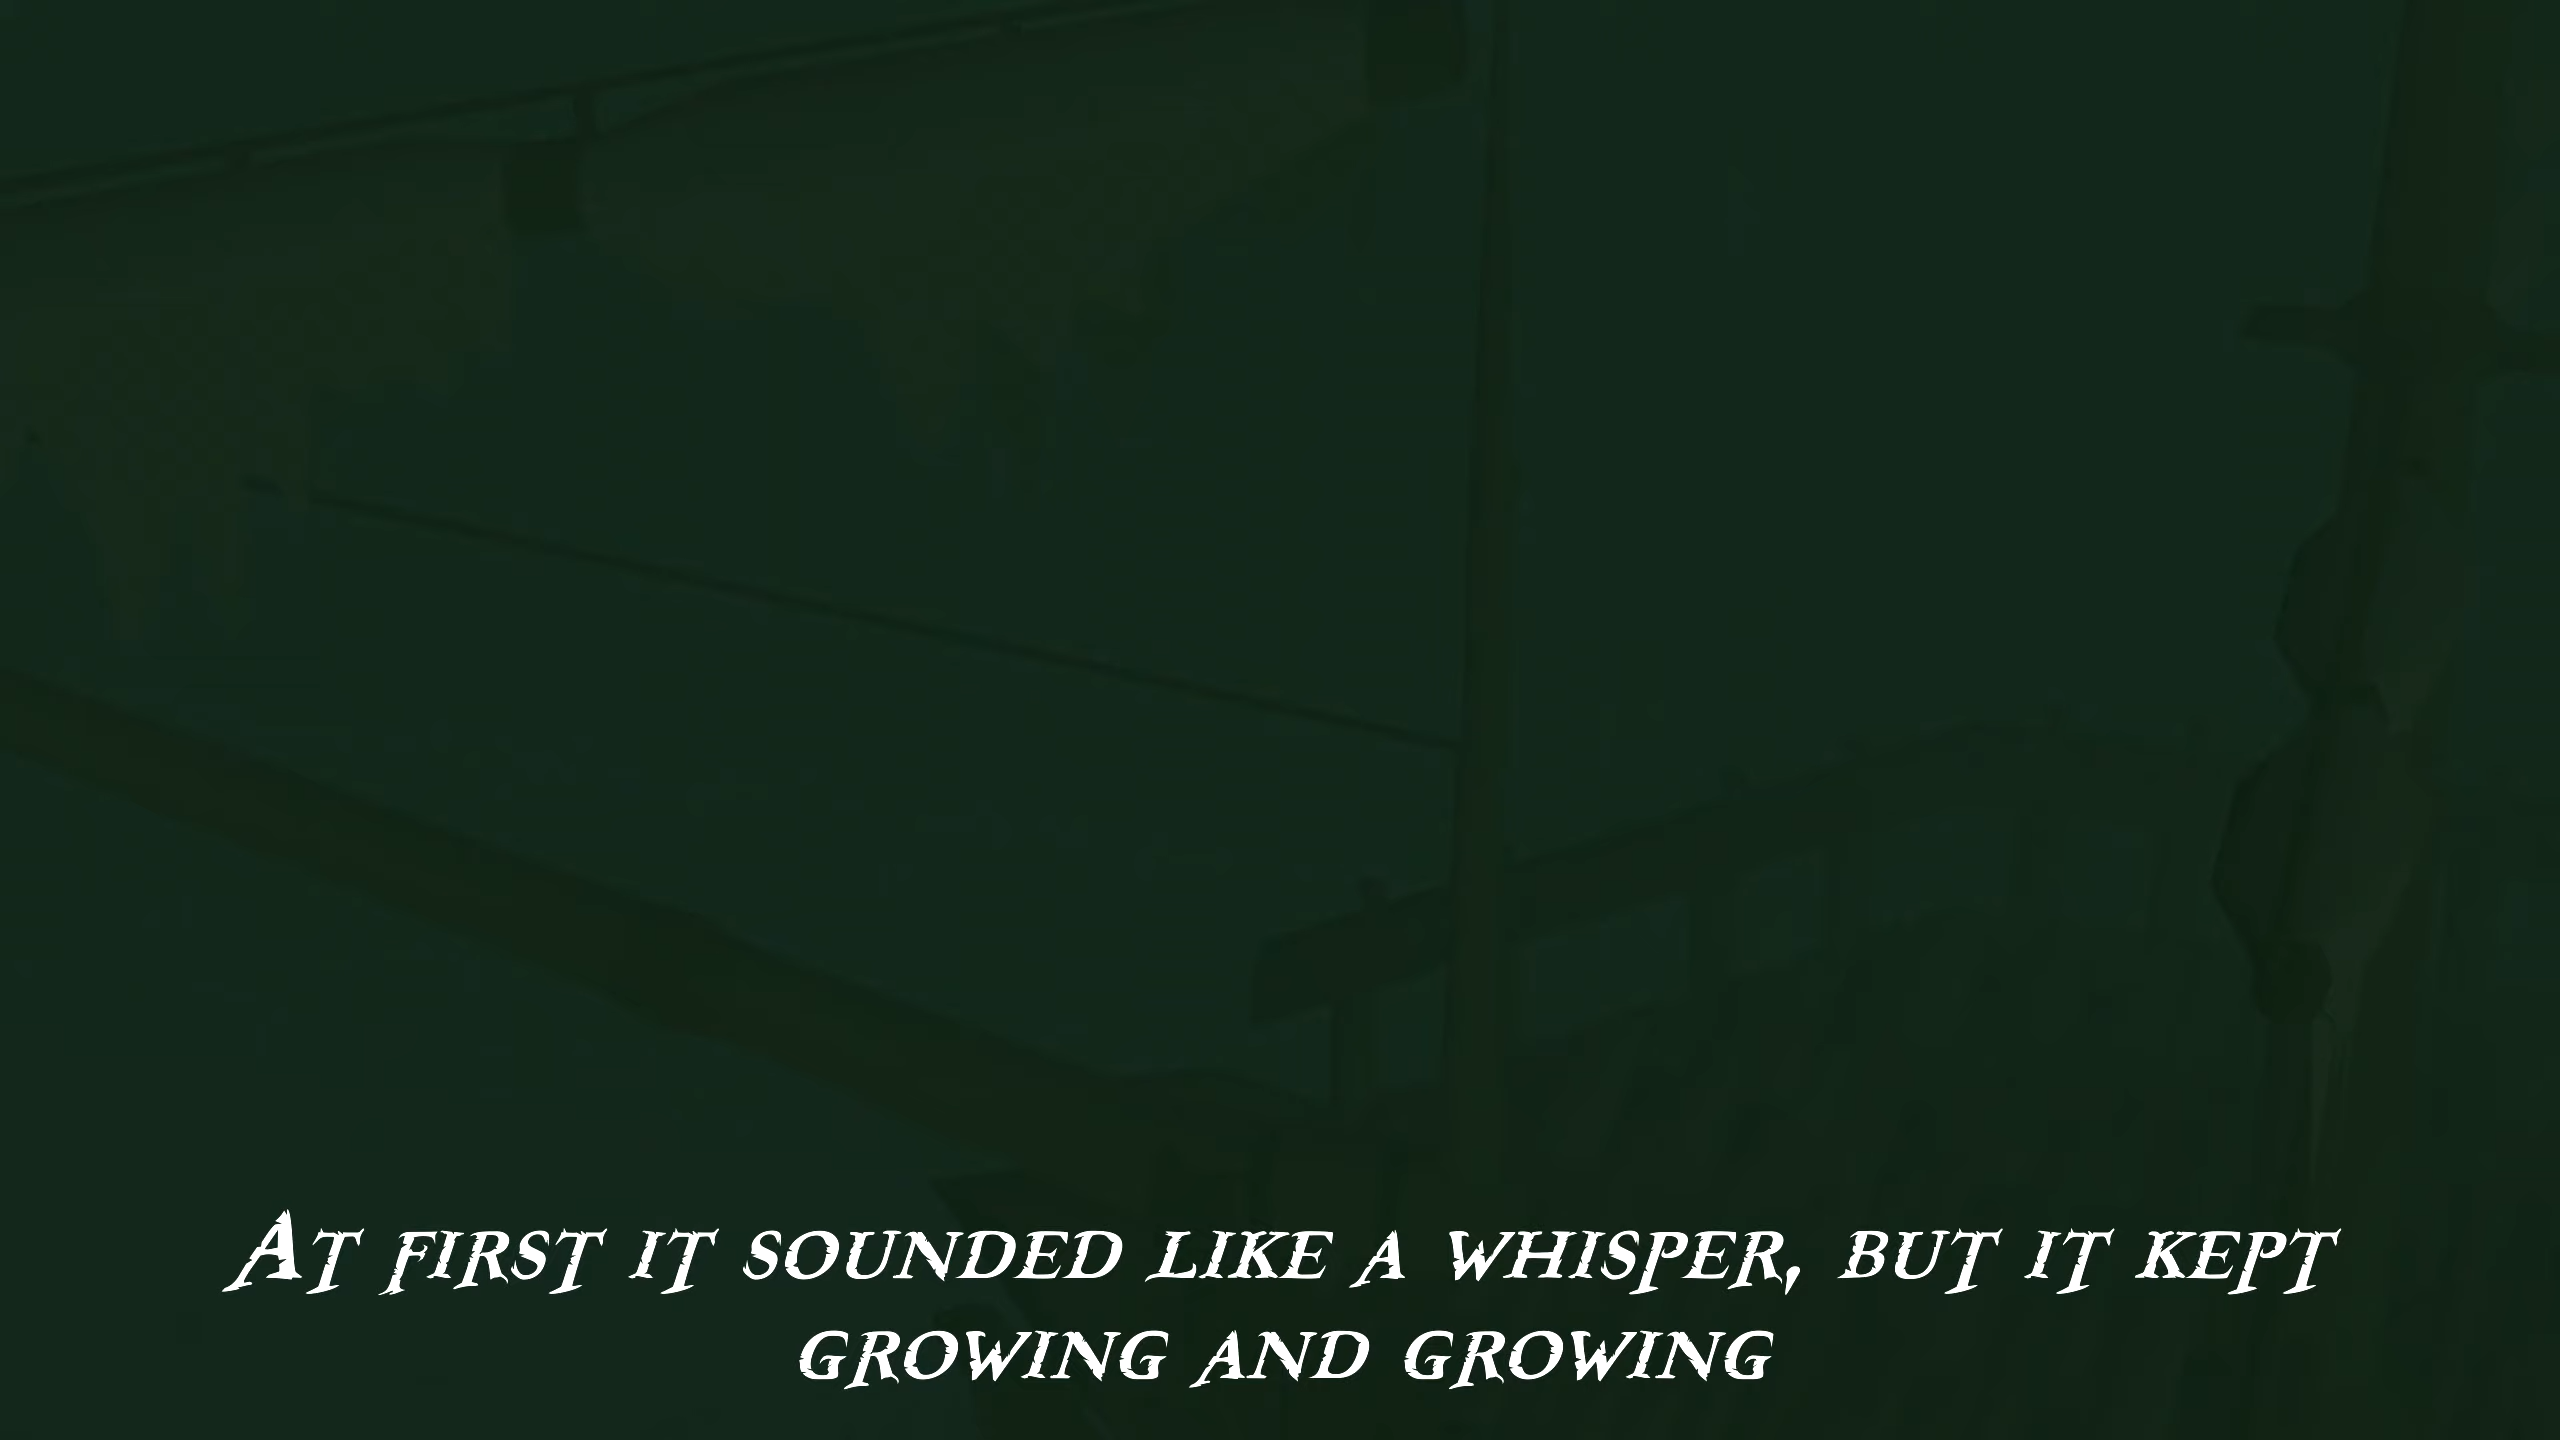 At first it sounded like a whisper, but it kept
growing and growing